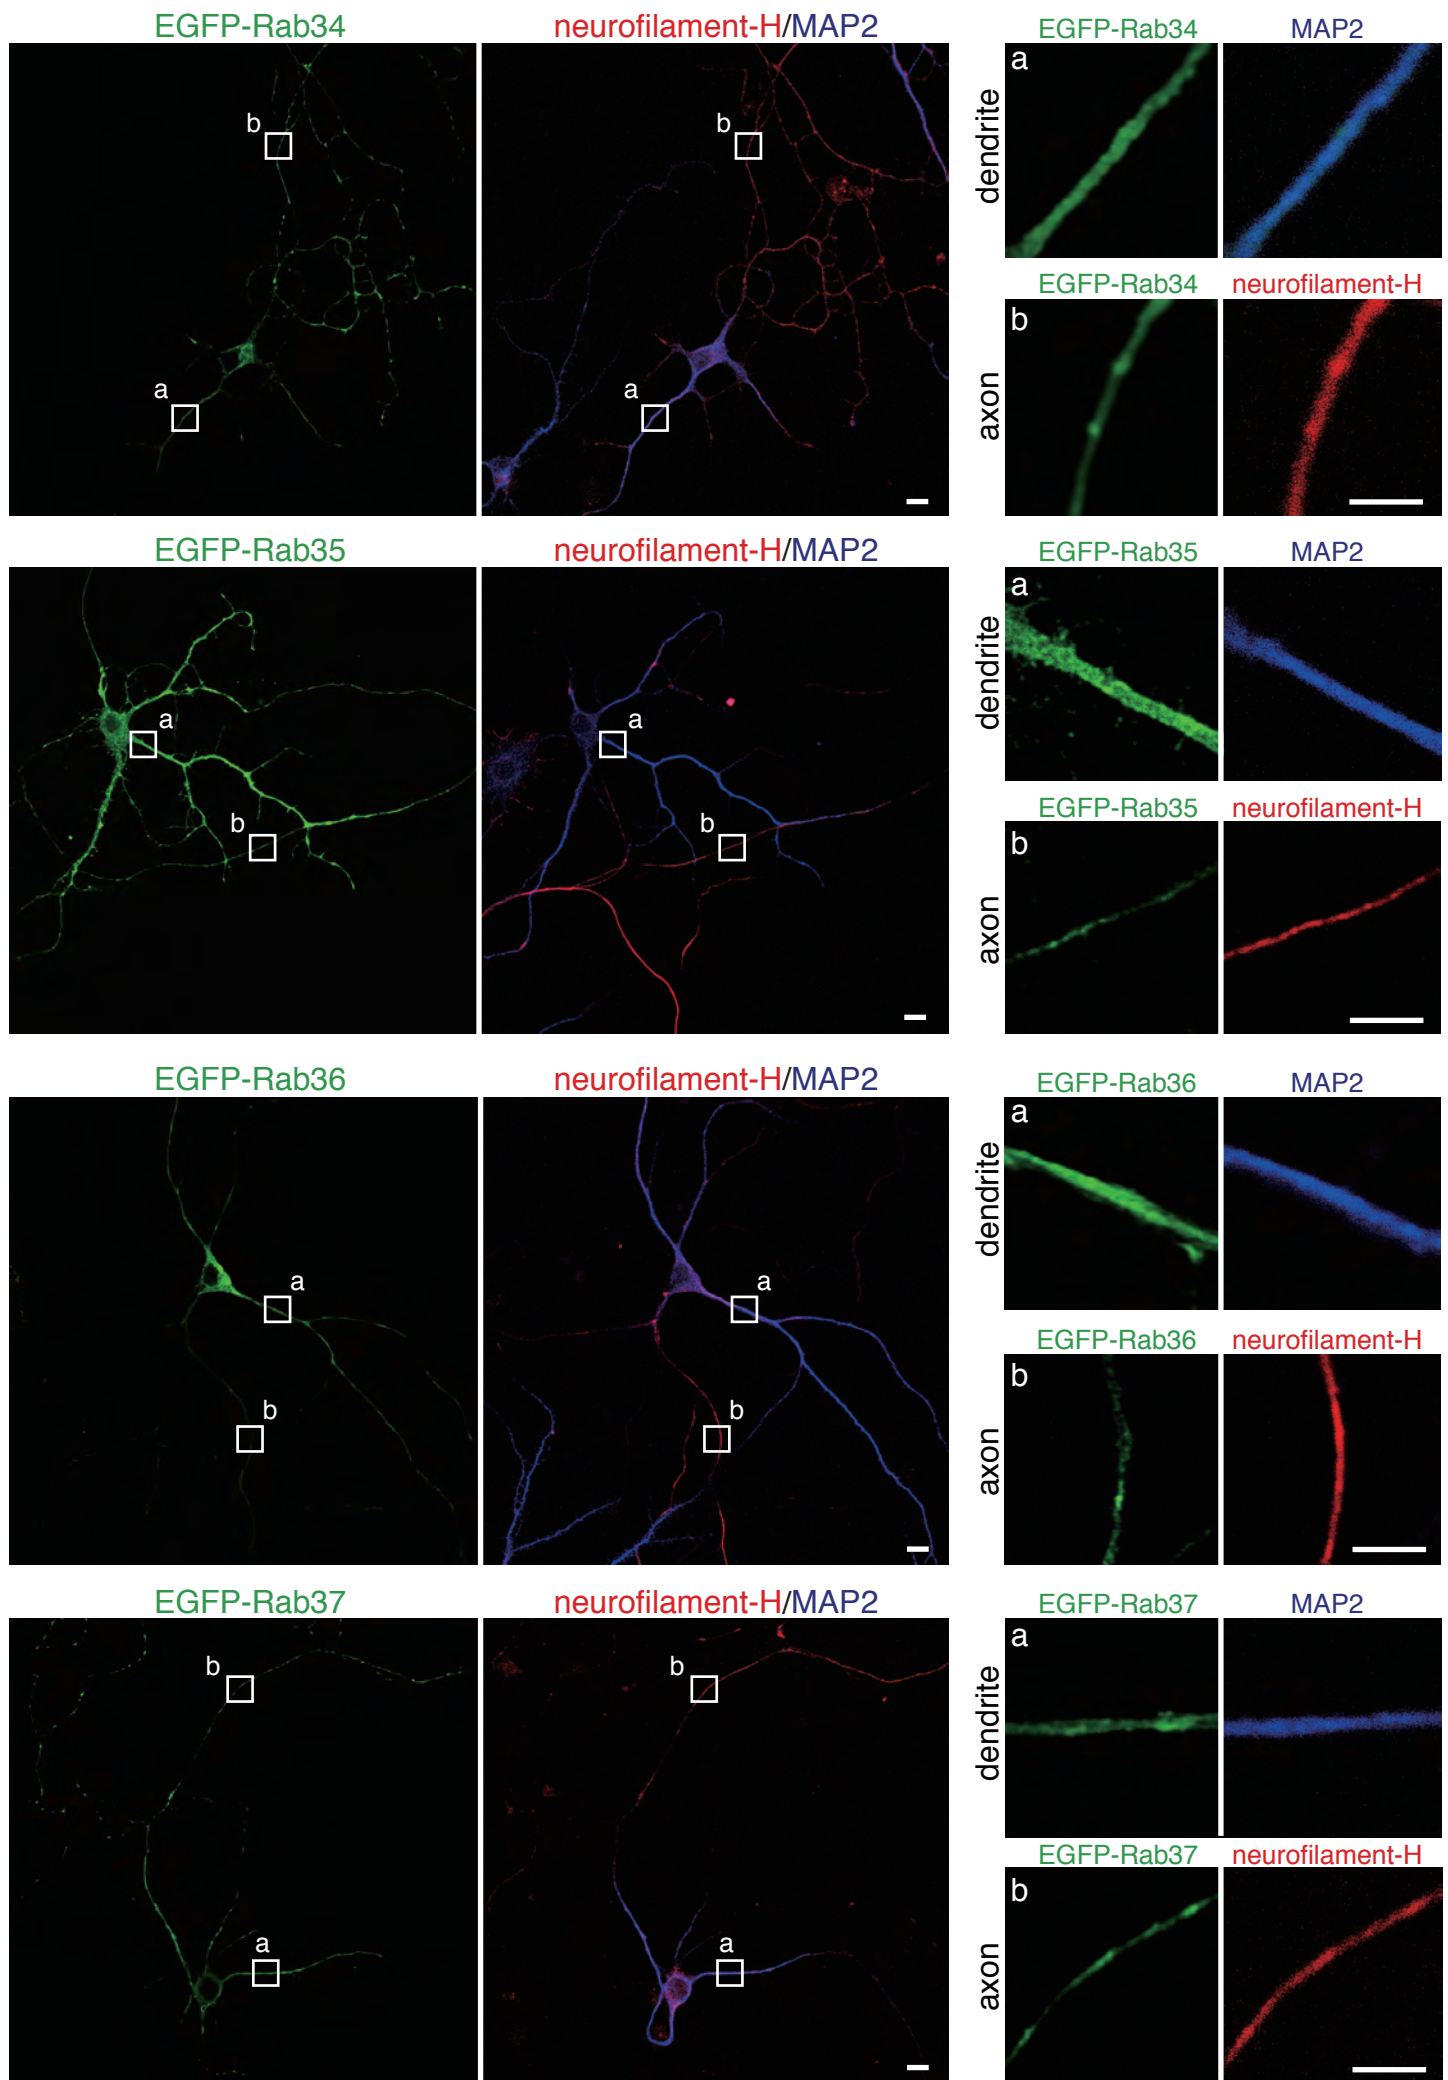 EGFP-Rab34 neurofilament-H/MAP2 EGFP-Rab34 MAP2
a
dendrite
b b
EGFP-Rab34 neurofilament-H
b
axon
a a
EGFP-Rab35 neurofilament-H/MAP2 EGFP-Rab35 MAP2
a
dendrite
a a
EGFP-Rab35 neurofilament-H
b b
b
axon
EGFP-Rab36 neurofilament-H/MAP2 EGFP-Rab36 MAP2
a
dendrite
a a
EGFP-Rab36 neurofilament-H
b
axon
b b
EGFP-Rab37 neurofilament-H/MAP2 EGFP-Rab37 MAP2
a
dendrite
b b
EGFP-Rab37 neurofilament-H
b
axon
a a